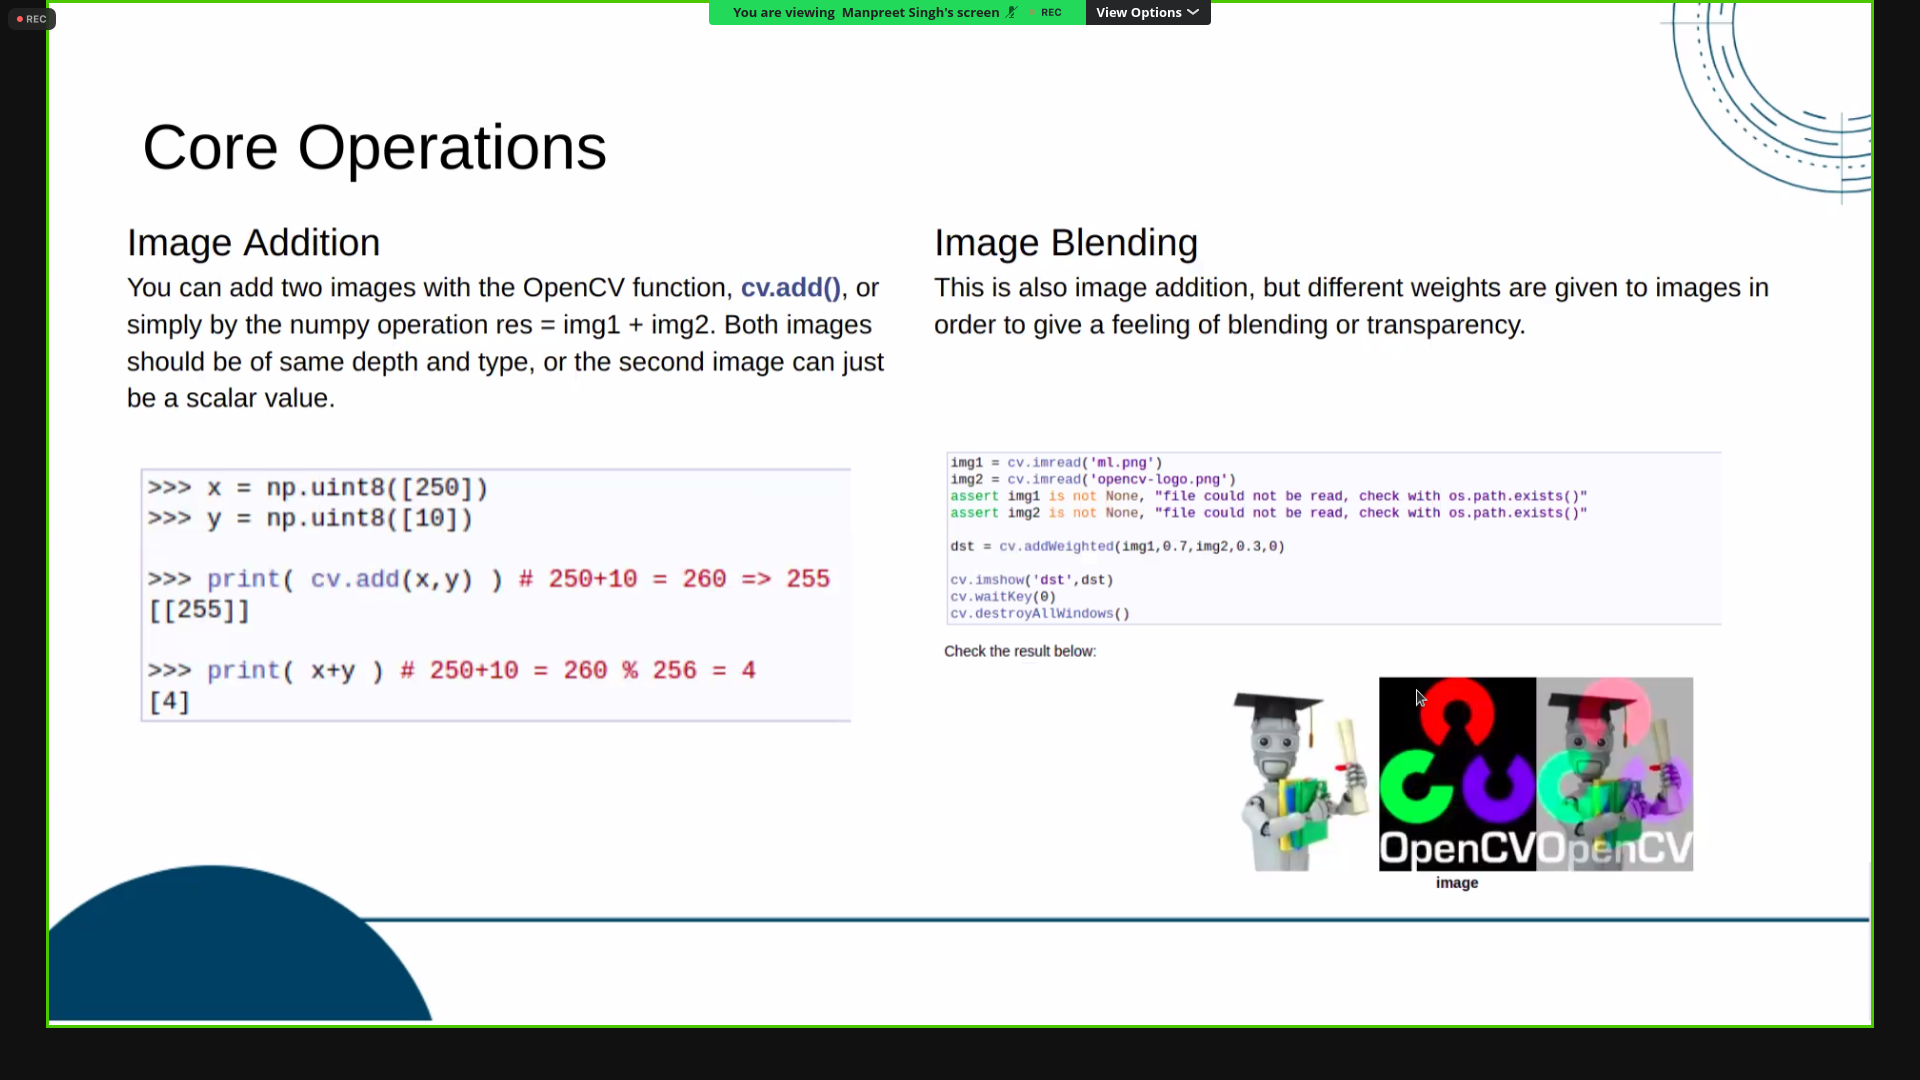 REC
You are viewing Manpreet Singh's screen REC View Options
Core Operations
Image Addition
You can add two images with the OpenCV function, cv.add(), or
simply by the numpy operation res = img1 + img2. Both images
should be of same depth and type, or the second image can just
be a scalar value.
>>> x = np.uint8([250])
>>> y = np.uint8([10])
>>> print( cv.add(x,y) ) # 250+10 = 260 => 255
[[255]]
>>> print( x+y ) # 250+10 = 260 % 256 = 4
[4]
Image Blending
This is also image addition, but different weights are given to images in
order to give a feeling of blending or transparency.
img1 = cv.imread('ml.png')
img2 = cv.imread('opencv-logo.png')
assert img1 is not None, "file could not be read, check with os.path.exists()"
assert img2 is not None, "file could not be read, check with os.path.exists()"
dst = cv.addWeighted(img1,0.7,img2,0.3,0)
cv.imshow('dst',dst)
cv.waitKey(0)
cv.destroyAllWindows()
Check the result below:
OpenCV OpenCV
image